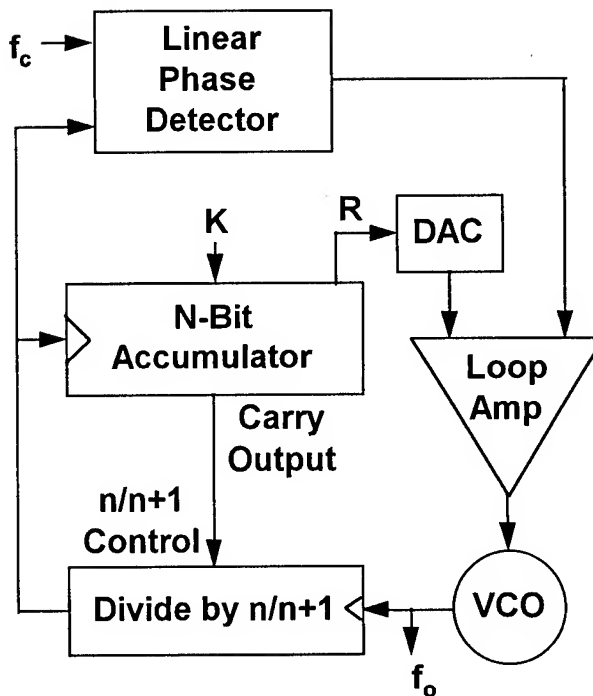 f_c
Linear
Phase
Detector
K
R
DAC
N-Bit
Accumulator
Loop
Amp
Carry
Output
n/n+1
Control
Divide by n/n+1
VCO
f_o